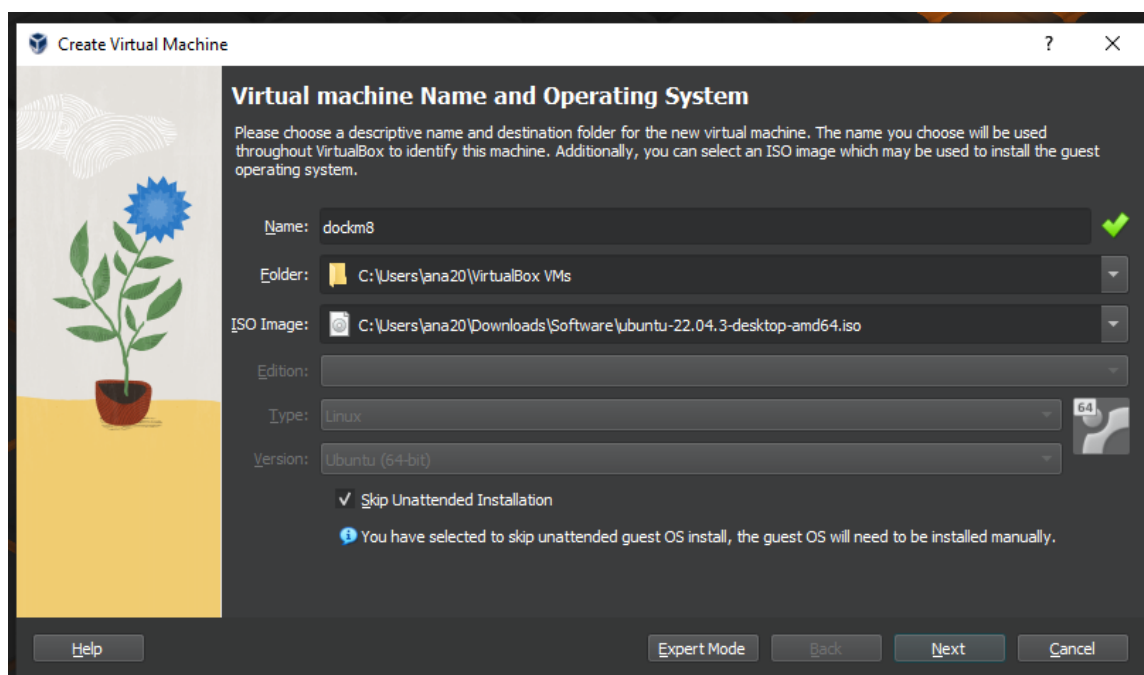 Create Virtual Machine
?
Virtual machine Name and Operating System
Please choose a descriptive name and destination folder for the new virtual machine. The name you choose will be used
throughout VirtualBox to identify this machine. Additionally, you can select an ISO image which may be used to install the guest
operating system.
Name: dockm8
Folder: C:\Users\ana20\VirtualBox VMs
ISO Image: C:\Users\ana20\Downloads\Software\ubuntu-22.04.3-desktop-amd64.iso
Edition:
Type: Linux
64
Version: Ubuntu (64-bit)
Skip Unattended Installation
You have selected to skip unattended guest OS install, the guest OS will need to be installed manually.
Help Expert Mode Back Next Cancel